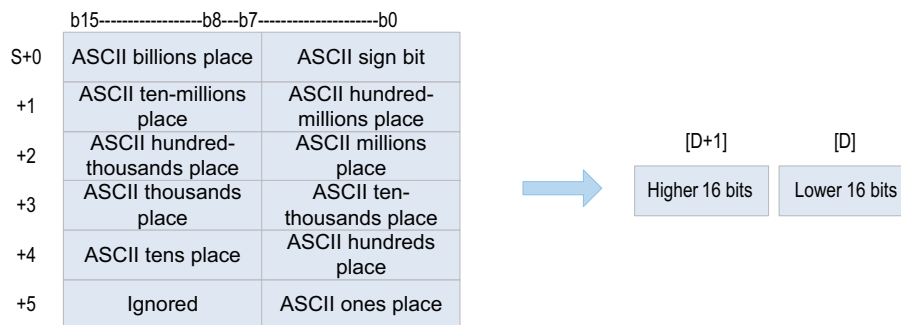 b15------------------b8---b7--------------------b0
S+0 ASCII billions place ASCII sign bit
+1 ASCII ten-millions place ASCII hundred-millions place
+2 ASCII hundred-thousands place ASCII millions place
+3 ASCII thousands place ASCII ten-thousands place
+4 ASCII tens place ASCII hundreds place
+5 Ignored ASCII ones place
[D+1] [D]
Higher 16 bits Lower 16 bits